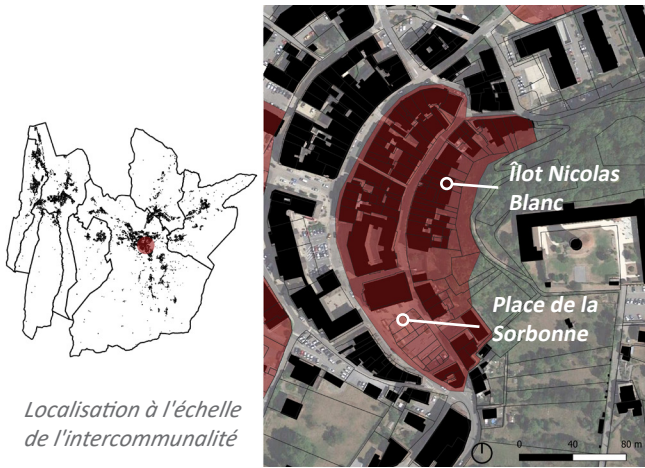 Îlot Nicolas
Blanc
Place de la
Sorbonne
Localisation à l'échelle
de l'intercommunalité
0 40 80 m